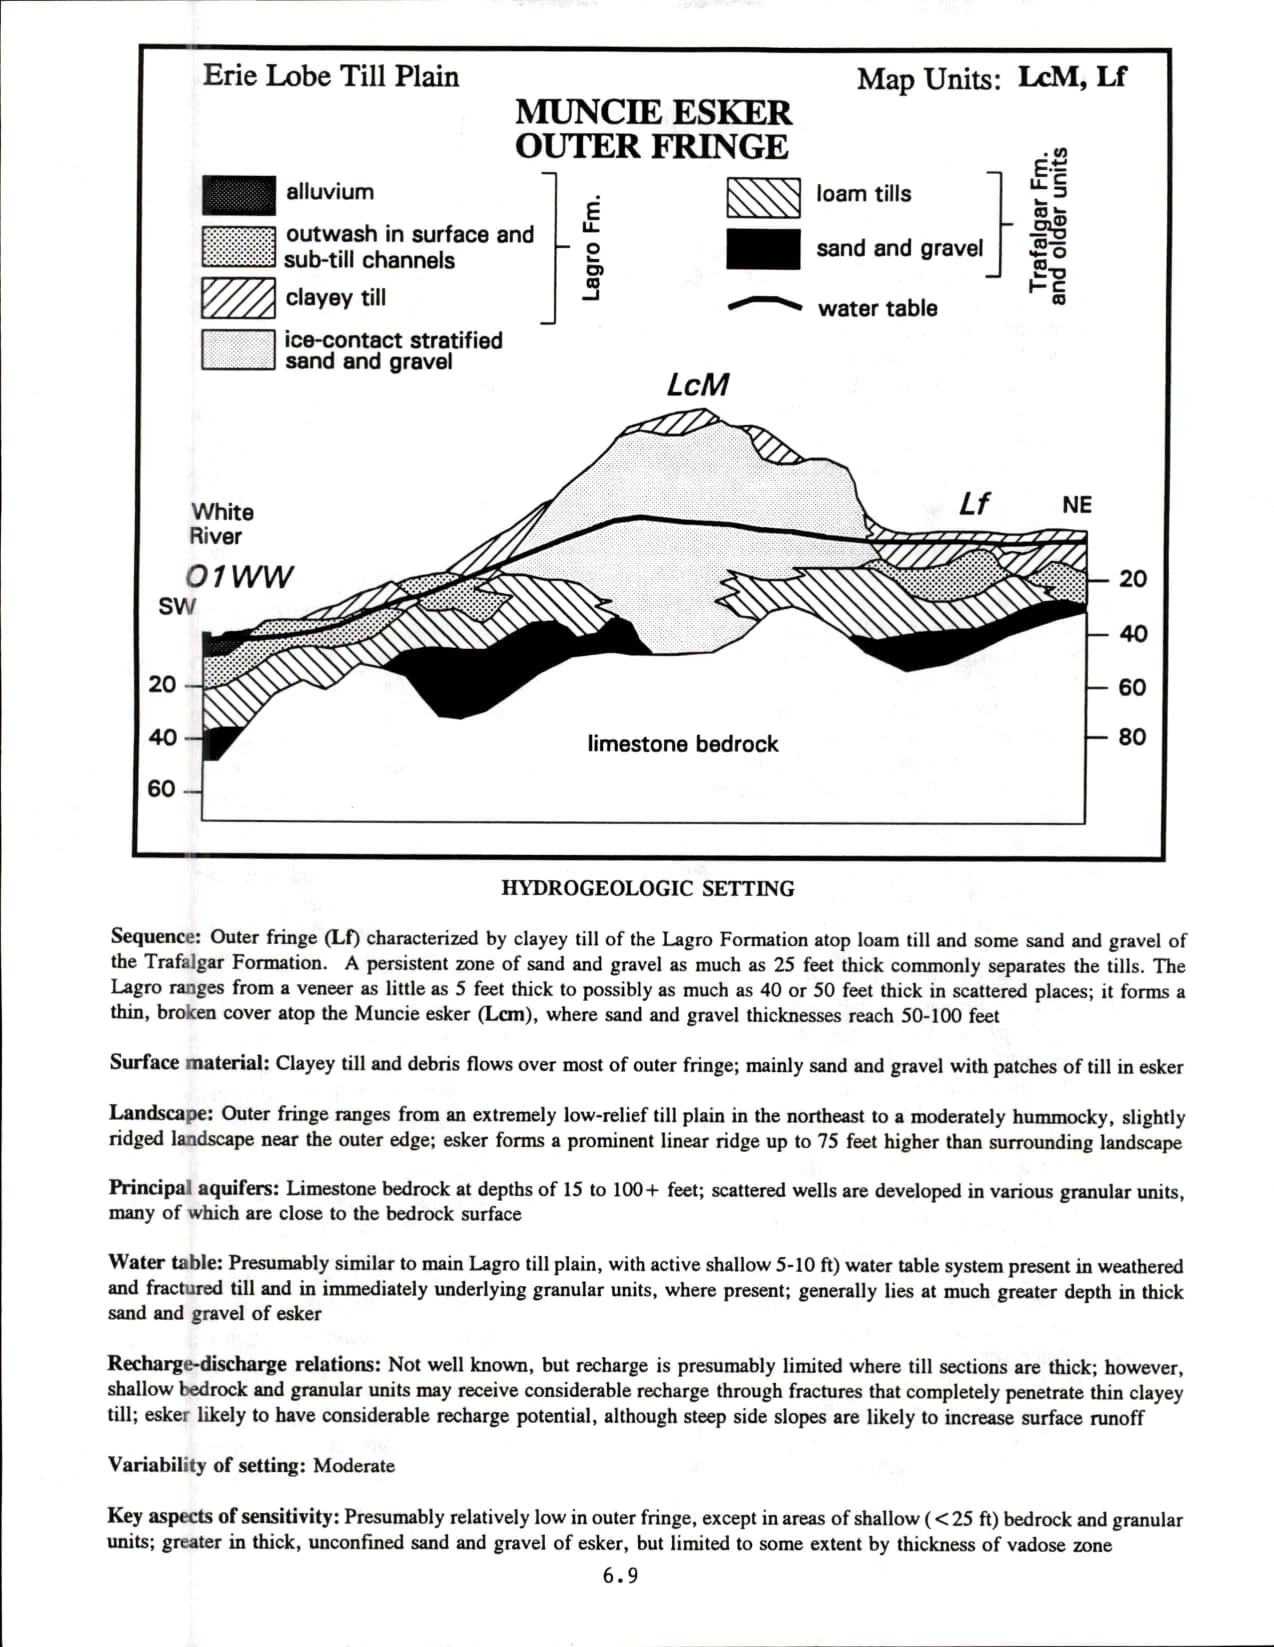 Erie Lobe Till Plain
Map Units: LcM, Lf
MUNCIE ESKER
OUTER FRINGE
alluvium
outwash in surface and
sub-till channels
clayey till
ice-contact stratified
sand and gravel
Lagro Fm.
loam tills
sand and gravel
water table
Trafalgar Fm.
and older units
LcM
Lf
NE
White
River
01WW
SW
20
40
60
20
40
60
80
limestone bedrock
HYDROGEOLOGIC SETTING
Sequence: Outer fringe (Lf) characterized by clayey till of the Lagro Formation atop loam till and some sand and gravel of
the Trafalgar Formation. A persistent zone of sand and gravel as much as 25 feet thick commonly separates the tills. The
Lagro ranges from a veneer as little as 5 feet thick to possibly as much as 40 or 50 feet thick in scattered places; it forms a
thin, broken cover atop the Muncie esker (Lcm), where sand and gravel thicknesses reach 50-100 feet
Surface material: Clayey till and debris flows over most of outer fringe; mainly sand and gravel with patches of till in esker
Landscape: Outer fringe ranges from an extremely low-relief till plain in the northeast to a moderately hummocky, slightly
ridged landscape near the outer edge; esker forms a prominent linear ridge up to 75 feet higher than surrounding landscape
Principal aquifers: Limestone bedrock at depths of 15 to 100+ feet; scattered wells are developed in various granular units,
many of which are close to the bedrock surface
Water table: Presumably similar to main Lagro till plain, with active shallow 5-10 ft) water table system present in weathered
and fractured till and in immediately underlying granular units, where present; generally lies at much greater depth in thick
sand and gravel of esker
Recharge-discharge relations: Not well known, but recharge is presumably limited where till sections are thick; however,
shallow bedrock and granular units may receive considerable recharge through fractures that completely penetrate thin clayey
till; esker likely to have considerable recharge potential, although steep side slopes are likely to increase surface runoff
Variability of setting: Moderate
Key aspects of sensitivity: Presumably relatively low in outer fringe, except in areas of shallow (<25 ft) bedrock and granular
units; greater in thick, unconfined sand and gravel of esker, but limited to some extent by thickness of vadose zone
6.9